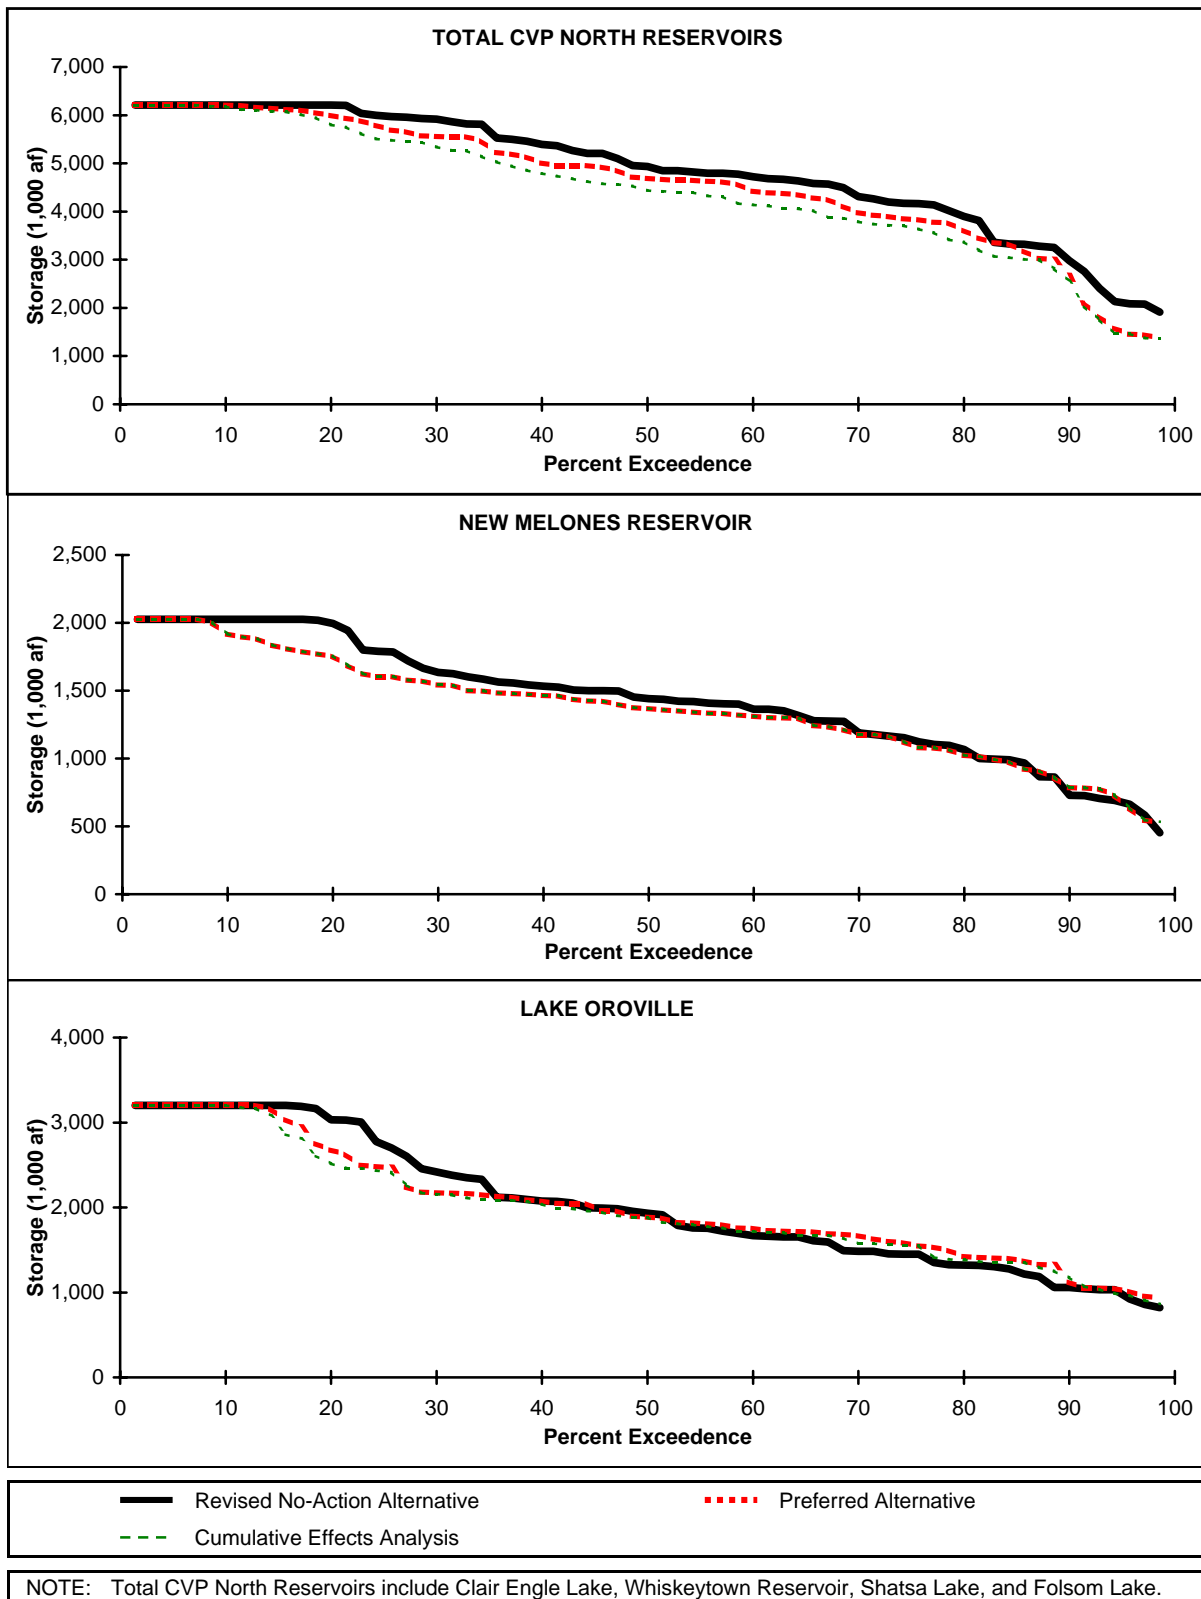 TOTAL CVP NORTH RESERVOIRS
7,000
6,000
5,000
4,000
3,000
2,000
1,000
0
Storage (1,000 af)
0 10 20 30 40 50 60 70 80 90 100
Percent Exceedence
NEW MELONES RESERVOIR
2,500
2,000
1,500
1,000
500
0
Storage (1,000 af)
0 10 20 30 40 50 60 70 80 90 100
Percent Exceedence
LAKE OROVILLE
4,000
3,000
2,000
1,000
0
Storage (1,000 af)
0 10 20 30 40 50 60 70 80 90 100
Percent Exceedence
Revised No-Action Alternative Preferred Alternative
Cumulative Effects Analysis
NOTE: Total CVP North Reservoirs include Clair Engle Lake, Whiskeytown Reservoir, Shatsa Lake, and Folsom Lake.